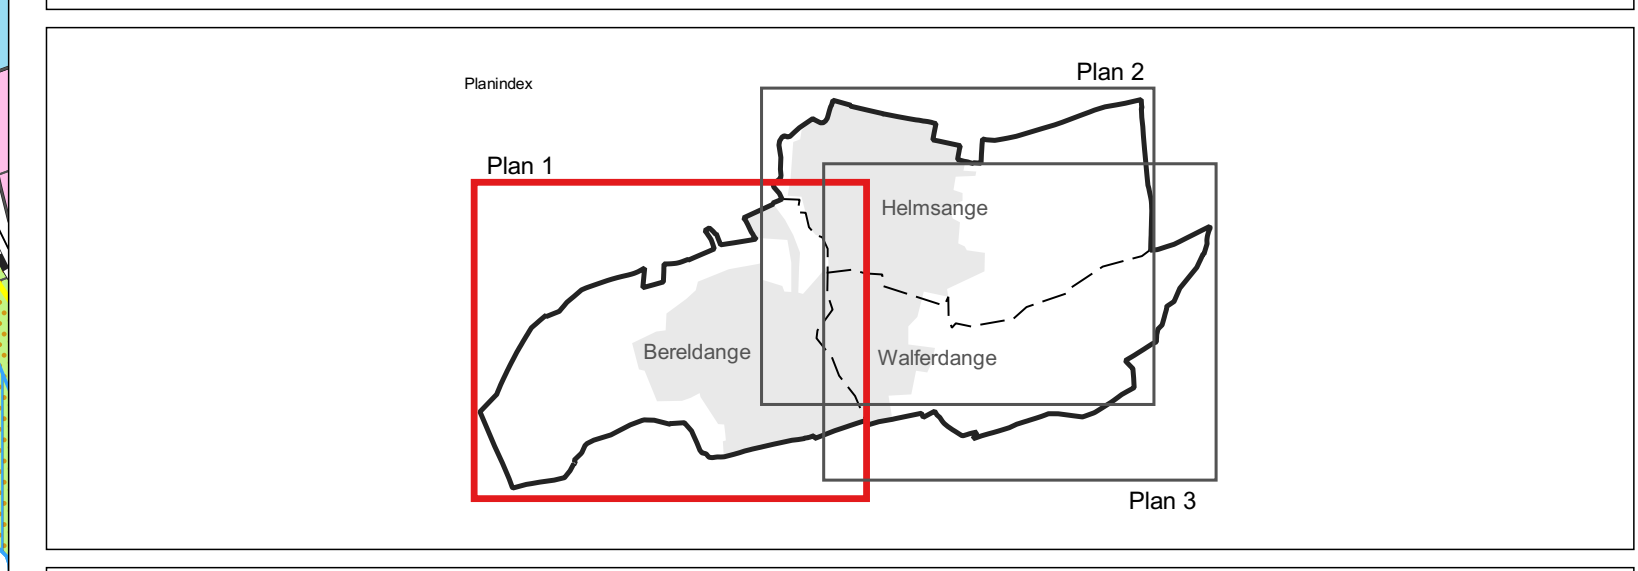 Plan 2
Planindex
Plan 1
Helmsange
Bereldange
Walferdange
Plan 3